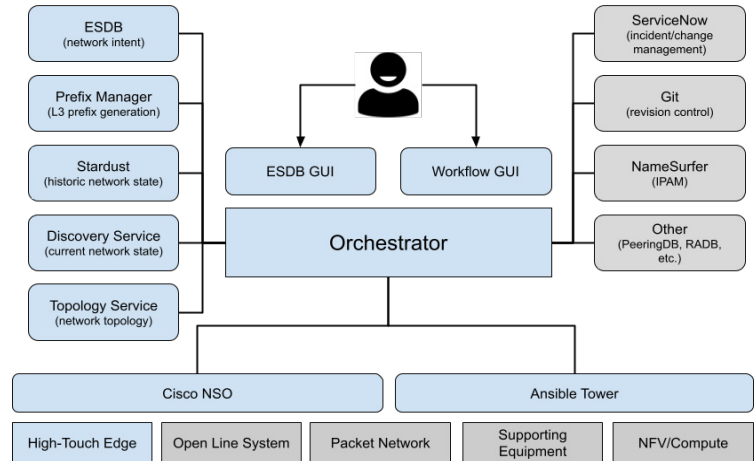 ESDB
(network intent)
Prefix Manager
(L3 prefix generation)
Stardust
(historic network state)
Discovery Service
(current network state)
Topology Service
(network topology)
ESDB GUI
Workflow GUI
Orchestrator
ServiceNow
(incident/change
management)
Git
(revision control)
NameSurfer
(IPAM)
Other
(PeeringDB, RADB,
etc.)
Cisco NSO
Ansible Tower
High-Touch Edge
Open Line System
Packet Network
Supporting
Equipment
NFV/Compute